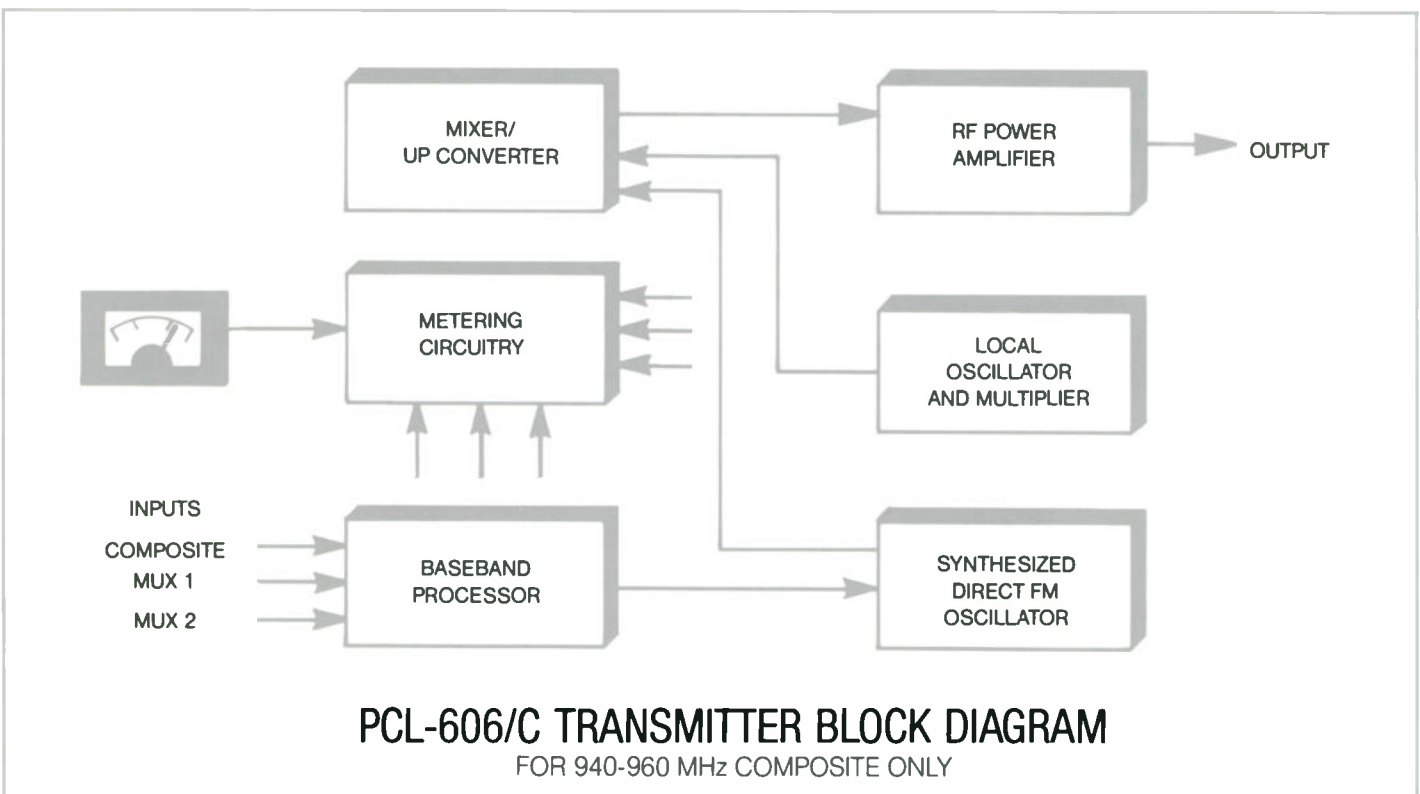 MIXER/
UP CONVERTER
RF POWER
AMPLIFIER
OUTPUT
METERING
CIRCUITRY
LOCAL
OSCILLATOR
AND MULTIPLIER
INPUTS
COMPOSITE
MUX 1
MUX 2
BASEBAND
PROCESSOR
SYNTHESIZED
DIRECT FM
OSCILLATOR
PCL-606/C TRANSMITTER BLOCK DIAGRAM
FOR 940-960 MHz COMPOSITE ONLY